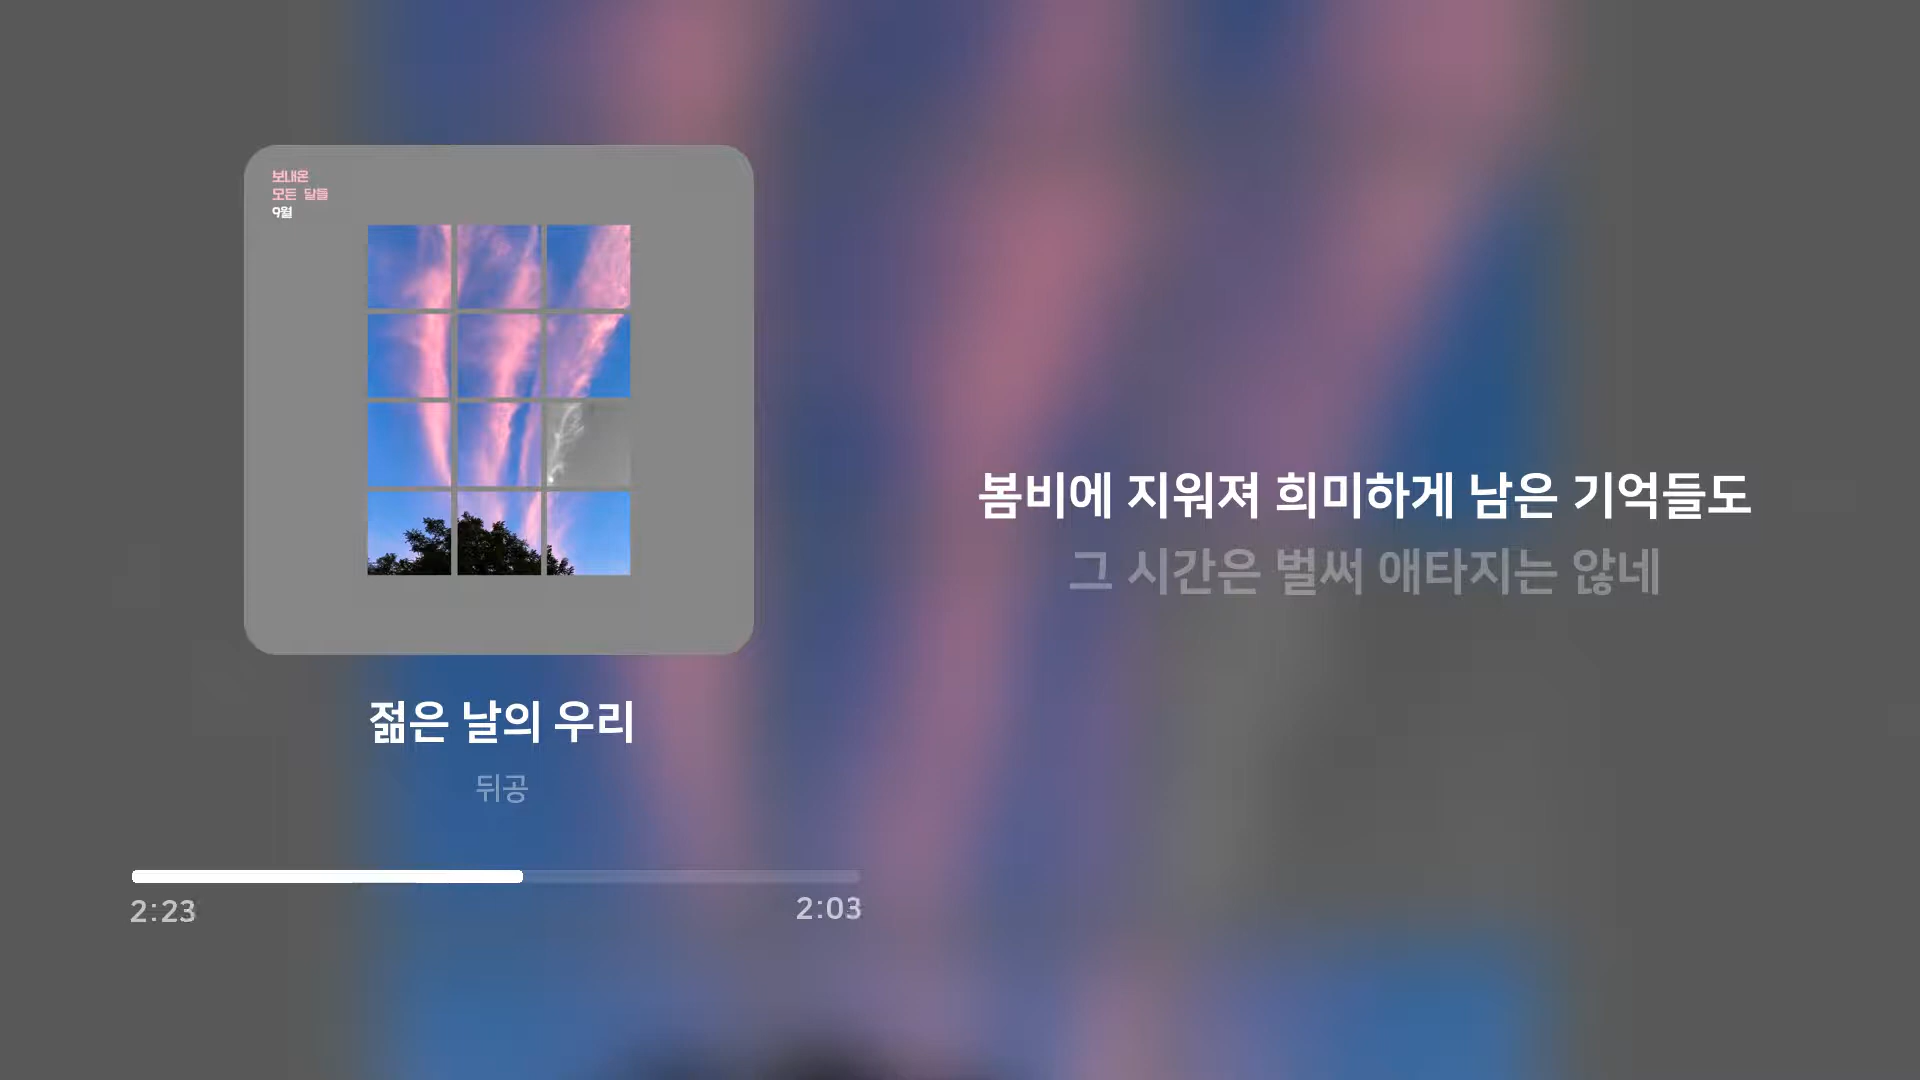 보내온
모든 달들
9월
봄비에 지워져 희미하게 남은 기억들도
그 시간은 벌써 애타지는 않네
젊은 날의 우리
뒤공
2:23
2:03